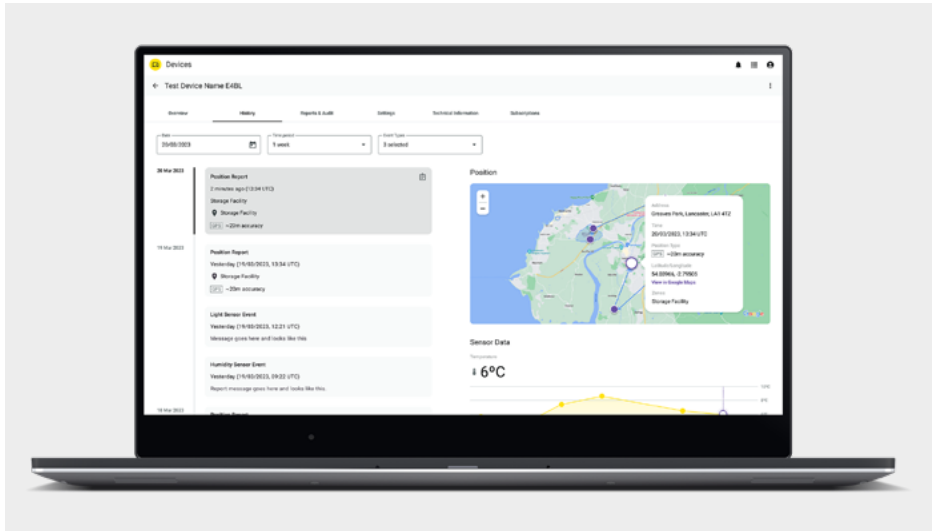 Devices
Test Device Name E4BL
Overview
History
Reports & Audit
Settings
Technical Information
Subscriptions
Date
20/03/2023
Time period
1 week
Event Types
3 selected
20 Mar 2023
Position Report
2 minutes ago (13:34 UTC)
Storage Facility
Storage Facility
GPS ~20m accuracy
19 Mar 2023
Position Report
Yesterday (19/03/2023, 13:34 UTC)
Storage Facility
GPS ~20m accuracy
Light Sensor Event
Yesterday (19/03/2023, 12:21 UTC)
Message goes here and looks like this
Humidity Sensor Event
Yesterday (19/03/2023, 09:22 UTC)
Report message goes here and looks like this.
18 Mar 2023
Position Report
Position
+
−
Address
Greaves Park, Lancaster, LA1 4TZ
Time
20/03/2023, 13:34 UTC
Position Type
GPS ~20m accuracy
Latitude/Longitude
View in Google Maps
Storage Facility
Sensor Data
Temperature
6ºC